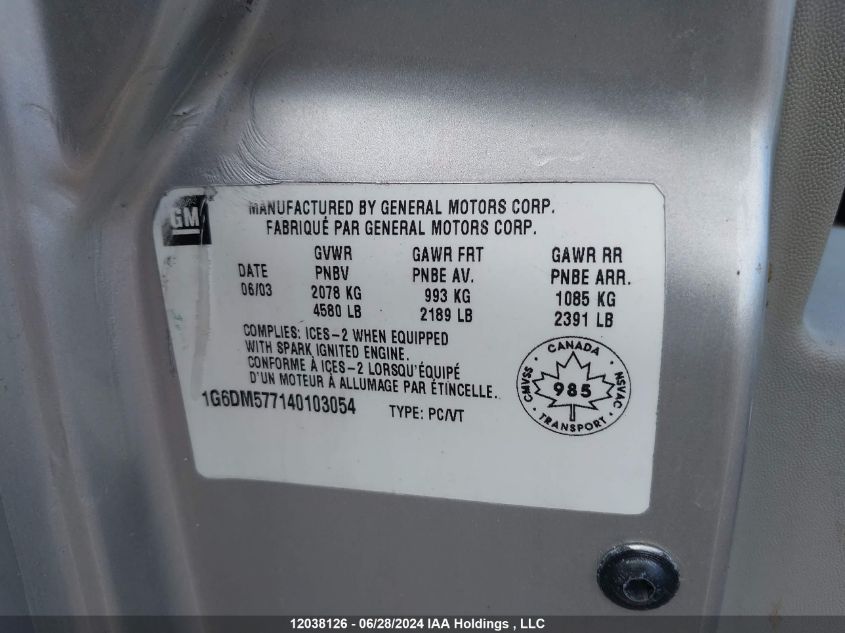 GM
MANUFACTURED BY GENERAL MOTORS CORP.
FABRIQUÉ PAR GENERAL MOTORS CORP.
GVWR GAWR FRT GAWR RR
DATE PNBV PNBE AV. PNBE ARR.
06/03 2078 KG 993 KG 1085 KG
4580 LB 2189 LB 2391 LB
COMPLIES: ICES-2 WHEN EQUIPPED
WITH SPARK IGNITED ENGINE.
CONFORME À ICES-2 LORSQU'ÉQUIPÉ
D'UN MOTEUR À ALLUMAGE PAR ÉTINCELLE.
1G6DM577140103054 TYPE: PC/VT
CANADA
CMVSS 985 NSVAC
TRANSPORT
12038126 - 06/28/2024 IAA Holdings , LLC